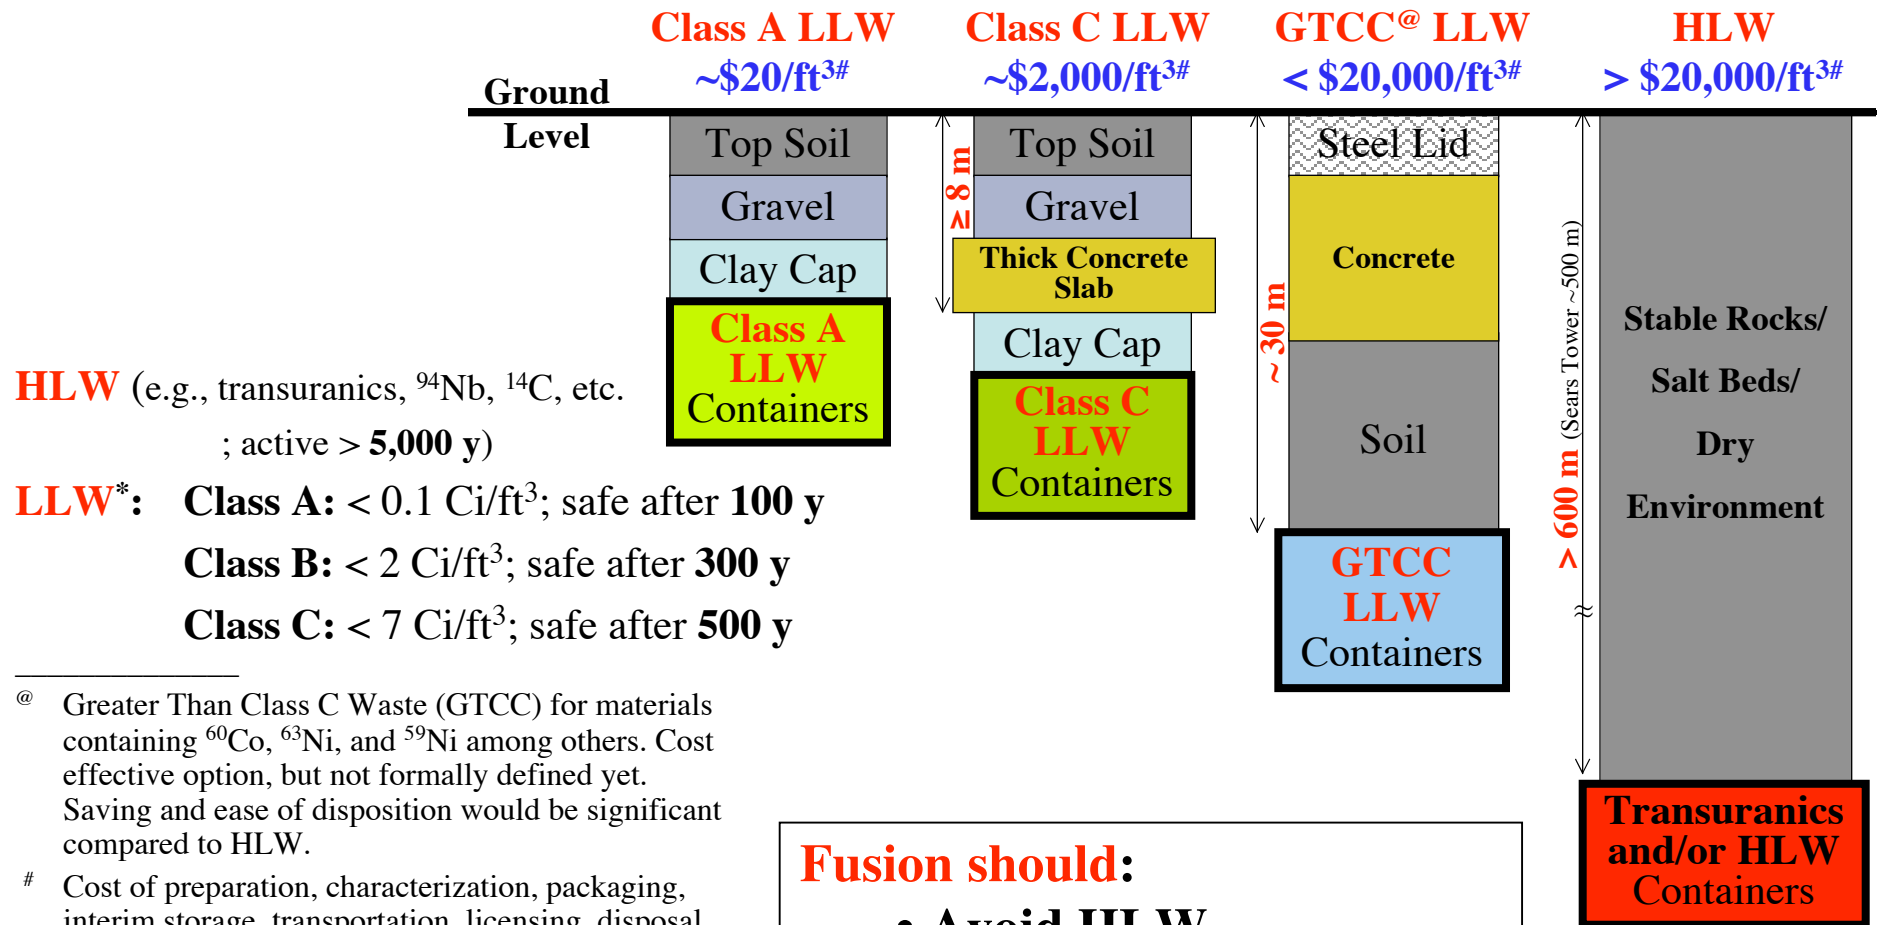 Class A LLW
~$20/ft³#
Class C LLW
~$2,000/ft³#
GTCC@ LLW
< $20,000/ft³#
HLW
> $20,000/ft³#
Ground
Level
Top Soil
Gravel
Clay Cap
Class A
LLW
Containers
≥ 8 m
Top Soil
Gravel
Thick Concrete
Slab
Clay Cap
Class C
LLW
Containers
~ 30 m
Steel Lid
Concrete
Soil
GTCC
LLW
Containers
> 600 m (Sears Tower ~500 m)
≈
Stable Rocks/
Salt Beds/
Dry
Environment
Transuranics
and/or HLW
Containers
HLW (e.g., transuranics, ⁹⁴Nb, ¹⁴C, etc.
; active > 5,000 y)
LLW*: Class A: < 0.1 Ci/ft³; safe after 100 y
Class B: < 2 Ci/ft³; safe after 300 y
Class C: < 7 Ci/ft³; safe after 500 y
@ Greater Than Class C Waste (GTCC) for materials
containing ⁶⁰Co, ⁶³Ni, and ⁵⁹Ni among others. Cost
effective option, but not formally defined yet.
Saving and ease of disposition would be significant
compared to HLW.
# Cost of preparation, characterization, packaging,
interim storage, transportation, licensing, disposal
Fusion should:
• Avoid HLW